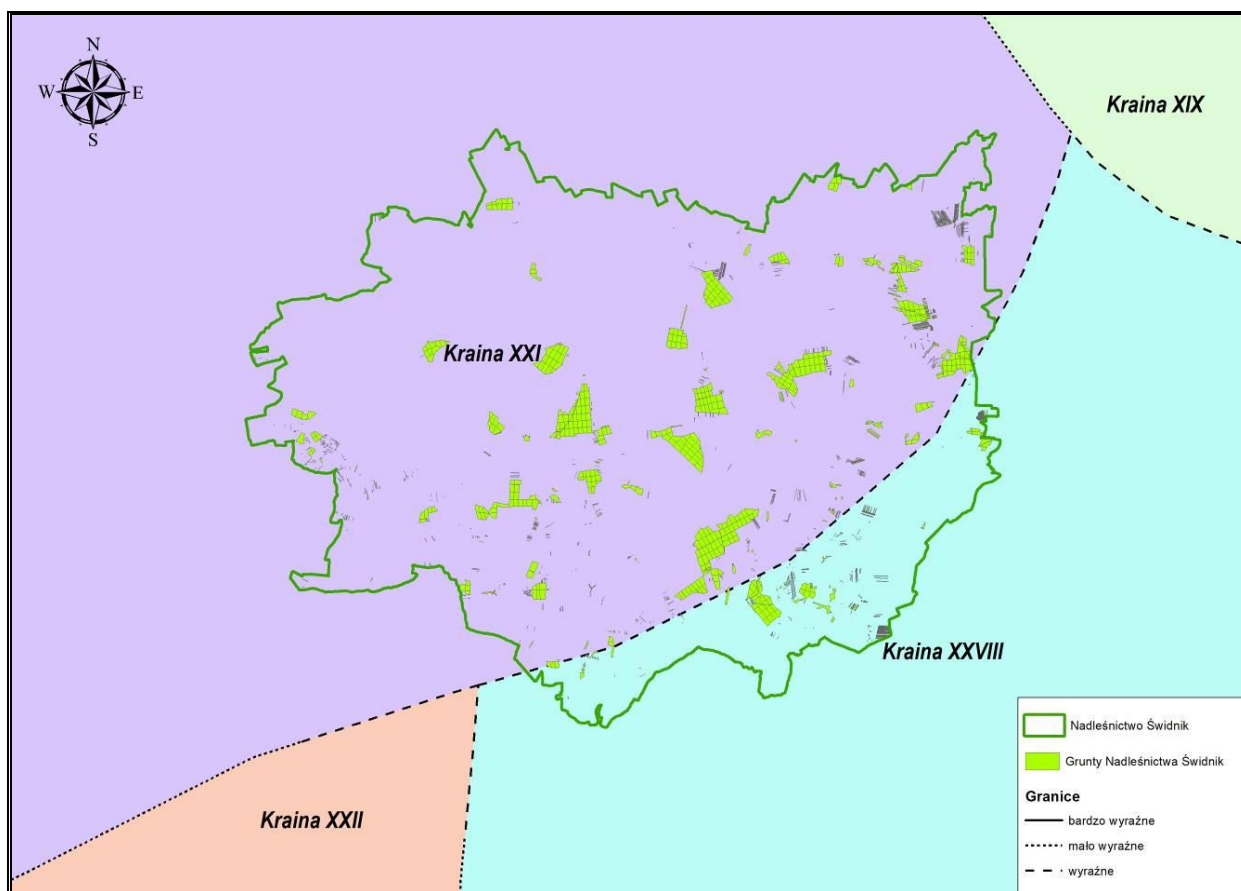 N
W E
S
Kraina XIX
Kraina XXI
Kraina XXVIII
Kraina XXII
Nadleśnictwo Świdnik
Grunty Nadleśnictwa Świdnik
Granice
bardzo wyraźne
mało wyraźne
wyraźne